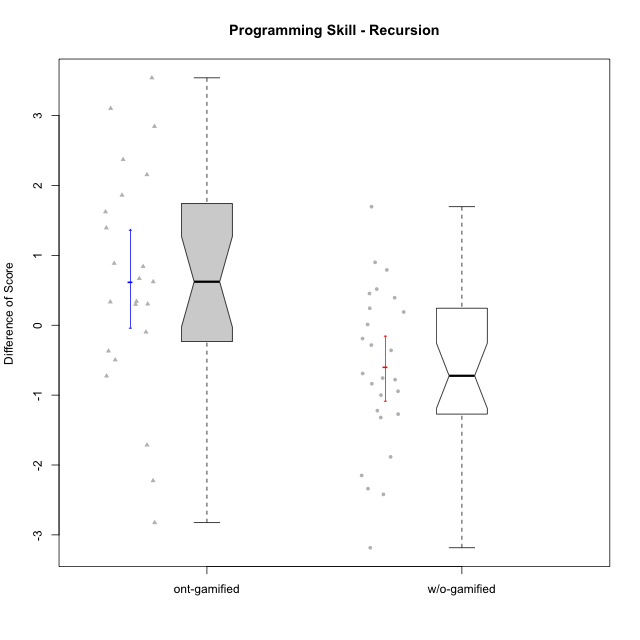 Programming Skill - Recursion
Difference of Score
3
2
1
0
-1
-2
-3
ont-gamified
w/o-gamified